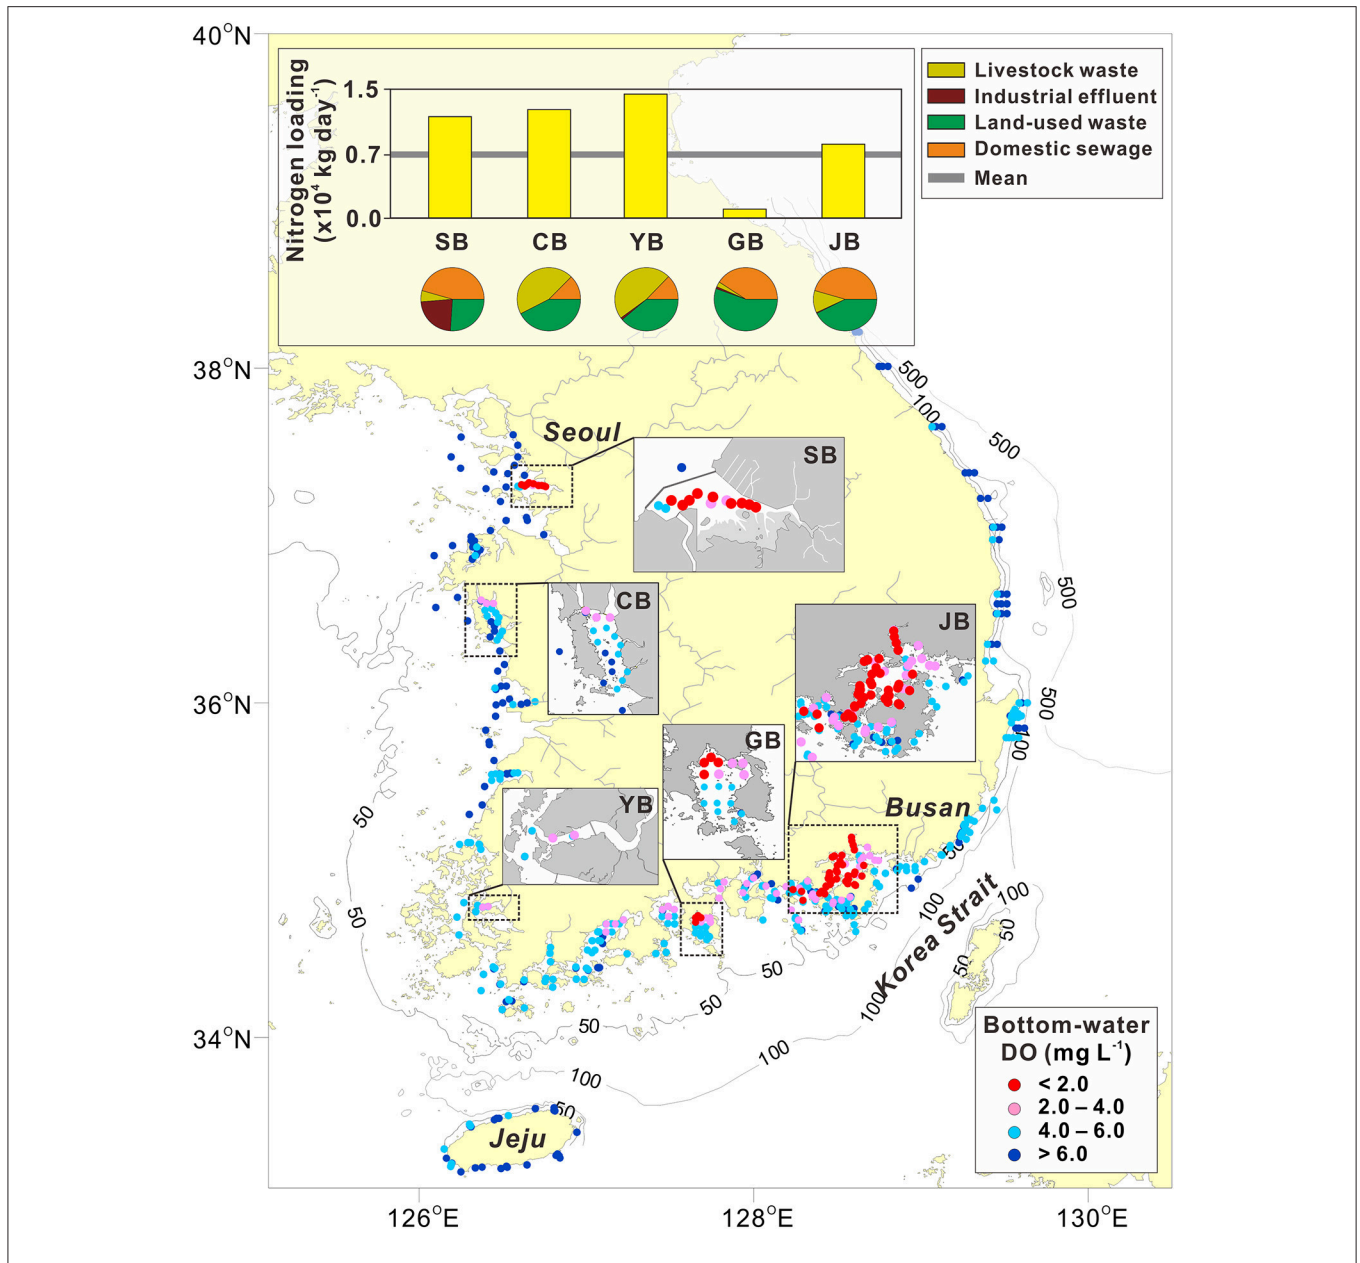 40°N
38°N
36°N
34°N
126°E
128°E
130°E
Nitrogen loading
(x10⁴ kg day⁻¹)
1.5
0.7
0.0
SB
CB
YB
GB
JB
Livestock waste
Industrial effluent
Land-used waste
Domestic sewage
Mean
Seoul
SB
CB
JB
GB
YB
Busan
Korea Strait
Jeju
500
100
500
500
500
100
50
100
100
50
50
100
50
50
50
50
50
100
100
50
Bottom-water
DO (mg L⁻¹)
< 2.0
2.0 – 4.0
4.0 – 6.0
> 6.0